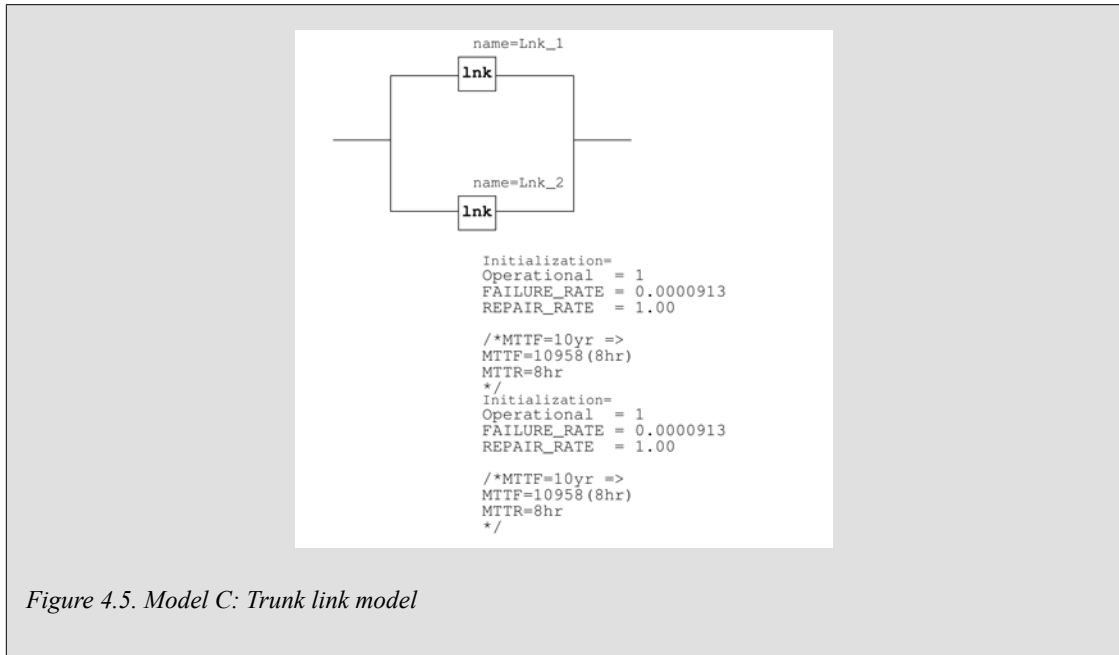 name=Lnk_1
lnk
name=Lnk_2
lnk
Initialization=
Operational = 1
FAILURE_RATE = 0.0000913
REPAIR_RATE = 1.00
/*MTTF=10yr =>
MTTF=10958(8hr)
MTTR=8hr
*/
Initialization=
Operational = 1
FAILURE_RATE = 0.0000913
REPAIR_RATE = 1.00
/*MTTF=10yr =>
MTTF=10958(8hr)
MTTR=8hr
*/
Figure 4.5. Model C: Trunk link model